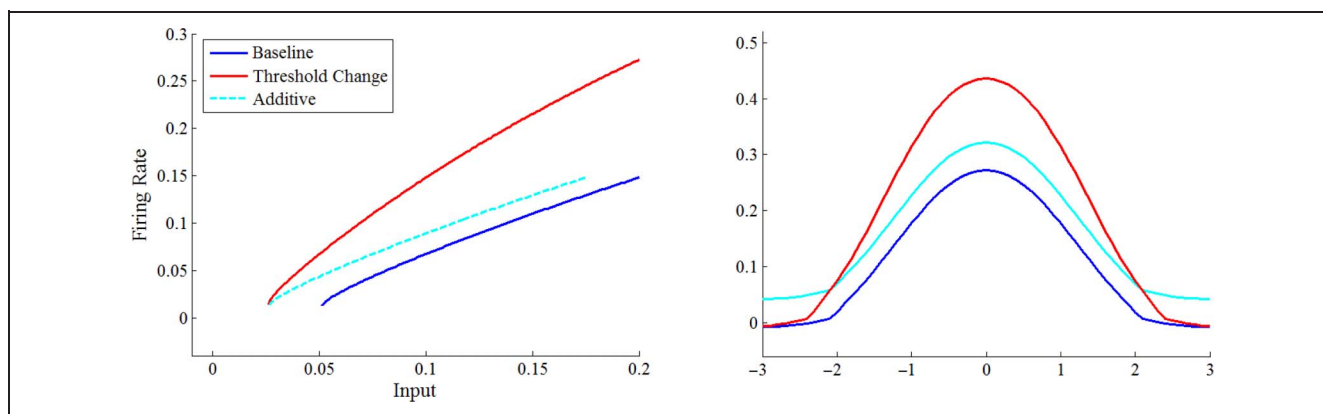 0.3
0.25
0.2
0.15
0.1
0.05
0
Firing Rate
Baseline
Threshold Change
Additive
0 0.05 0.1 0.15 0.2
Input
0.5
0.4
0.3
0.2
0.1
0
−3 −2 −1 0 1 2 3